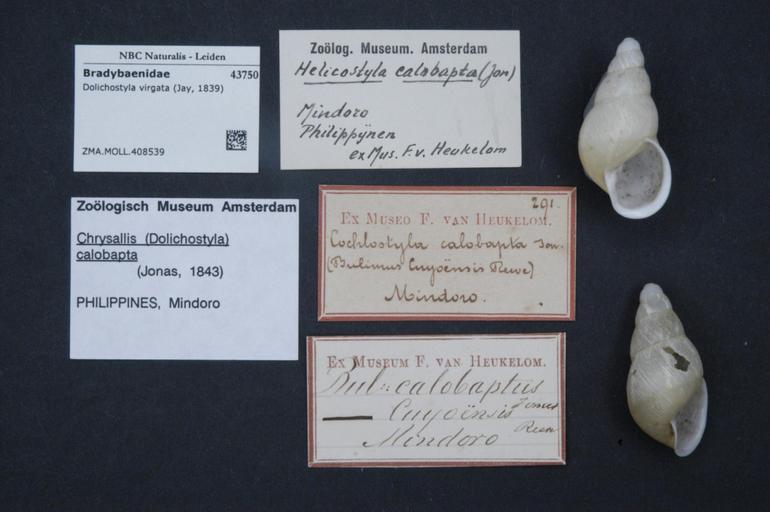 NBC Naturalis - Leiden
Bradybaenidae 43750
Dolichostyla virgata (Jay, 1839)
ZMA.MOLL.408539
Zoölog. Museum. Amsterdam
Helicostyla calobapta (Jon)
Mindoro
Philippijnen
ex Mus. F. v. Heukelom
Zoölogisch Museum Amsterdam
Chrysallis (Dolichostyla)
calobapta
(Jonas, 1843)
PHILIPPINES, Mindoro
291.
Ex Museo F. van Heukelom.
Cochlostyla calobapta Jon.
(Bulimus Cuyoënsis Reeve)
Mindoro.
Ex Museum F. van Heukelom.
Bul:: calobaptus
Jonas
Cuyoënsis
Reeve
Mindoro